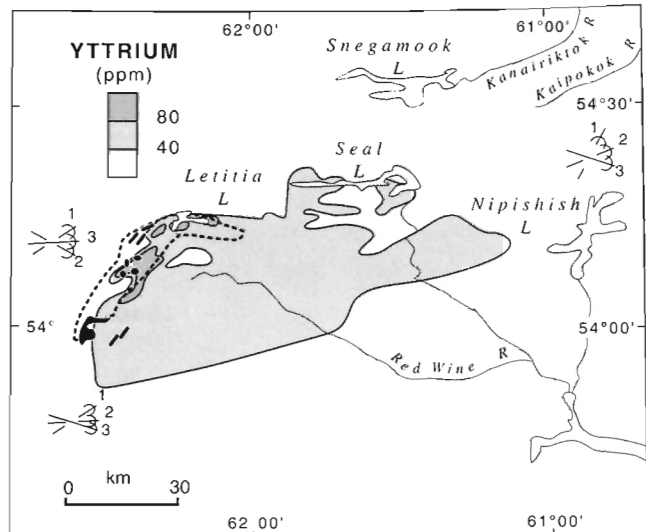 62°00'
61°00'
YTTRIUM
(ppm)
80
40
Snegamook
L
Kanairiktok R
Kaipokok R
54°30'
1
2
3
Seal
L
Letitia
L
Nipishish
L
1
3
2
54°
54°00'
Red Wine R
1
2
3
km
0 30
62 00'
61°00'